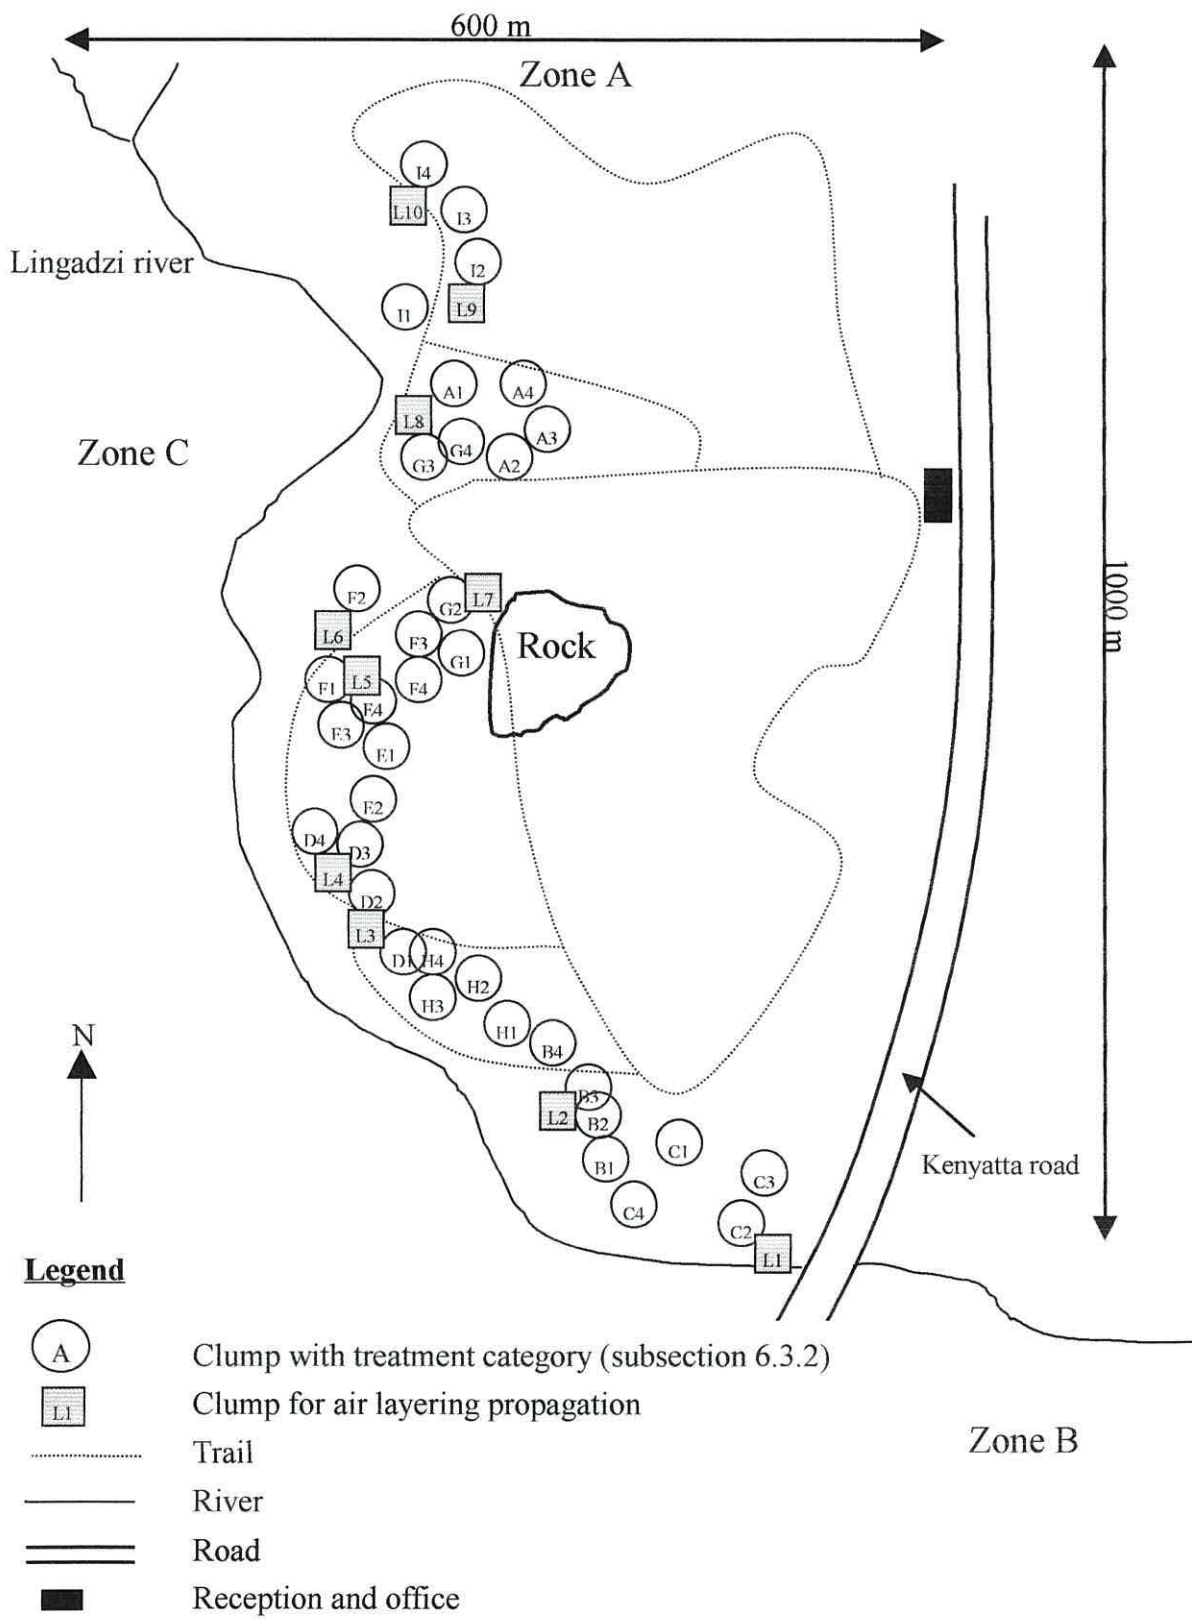 600 m
Zone A
I4
L10
I3
Lingadzi river
I2
I1
L9
A1
A4
L8
A3
Zone C
G4
G3
A2
1000 m
F2
L7
G2
L6
F3
Rock
G1
L5
F1
F4
E4
E3
E1
E2
D4
D3
L4
D2
L3
D1
H4
H2
H3
H1
N
B4
B3
L2
B2
C1
B1
Kenyatta road
C3
C4
C2
L1
Legend
A
Clump with treatment category (subsection 6.3.2)
L1
Clump for air layering propagation
Trail
Zone B
River
Road
Reception and office